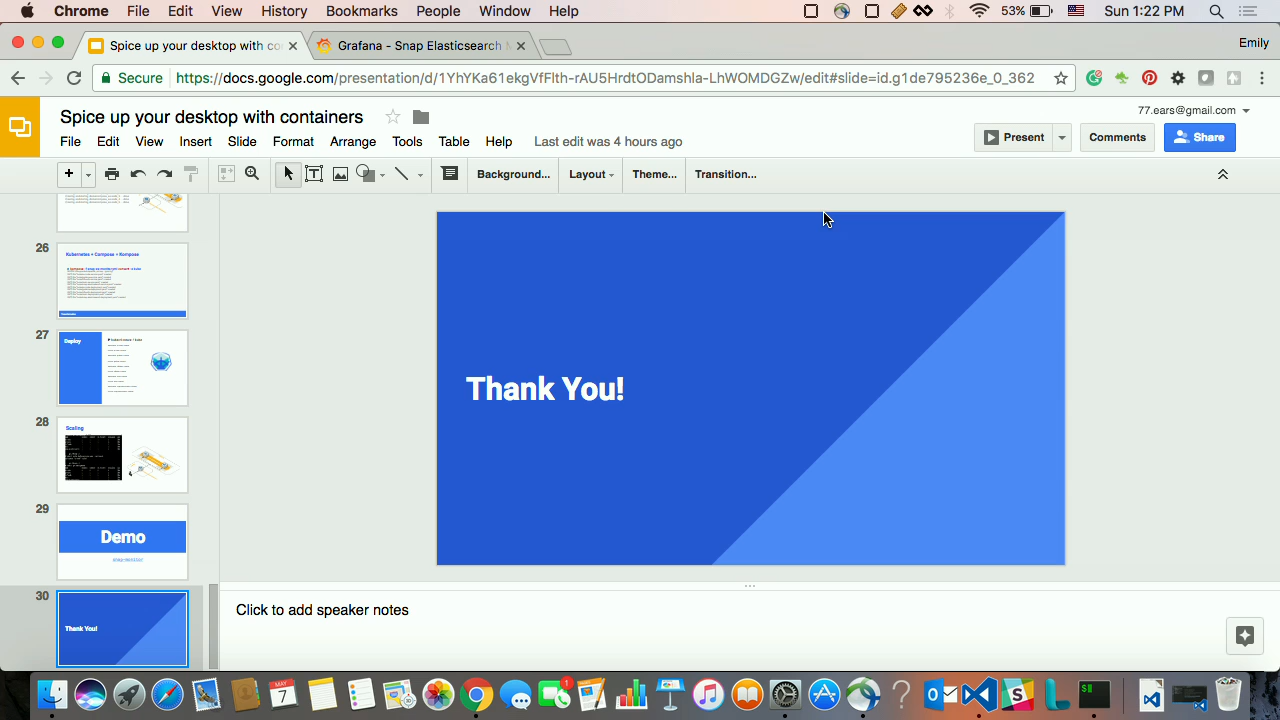 Chrome File Edit View History Bookmarks People Window Help 53% Sun 1:22 PM
Spice up your desktop with co Grafana - Snap Elasticsearch Emily
Secure https://docs.google.com/presentation/d/1YhYKa61ekgVfFlth-rAU5HrdtODamshIa-LhWOMDGZw/edit#slide=id.g1de795236e_0_362
Spice up your desktop with containers 77.ears@gmail.com
File Edit View Insert Slide Format Arrange Tools Table Help Last edit was 4 hours ago Present Comments Share
Background... Layout Theme... Transition...
26
Kubernetes + Compose = Kompose
27
Deploy
28
Scaling
29
Demo
30
Thank You!
Thank You!
Click to add speaker notes
MAY
7
1
S